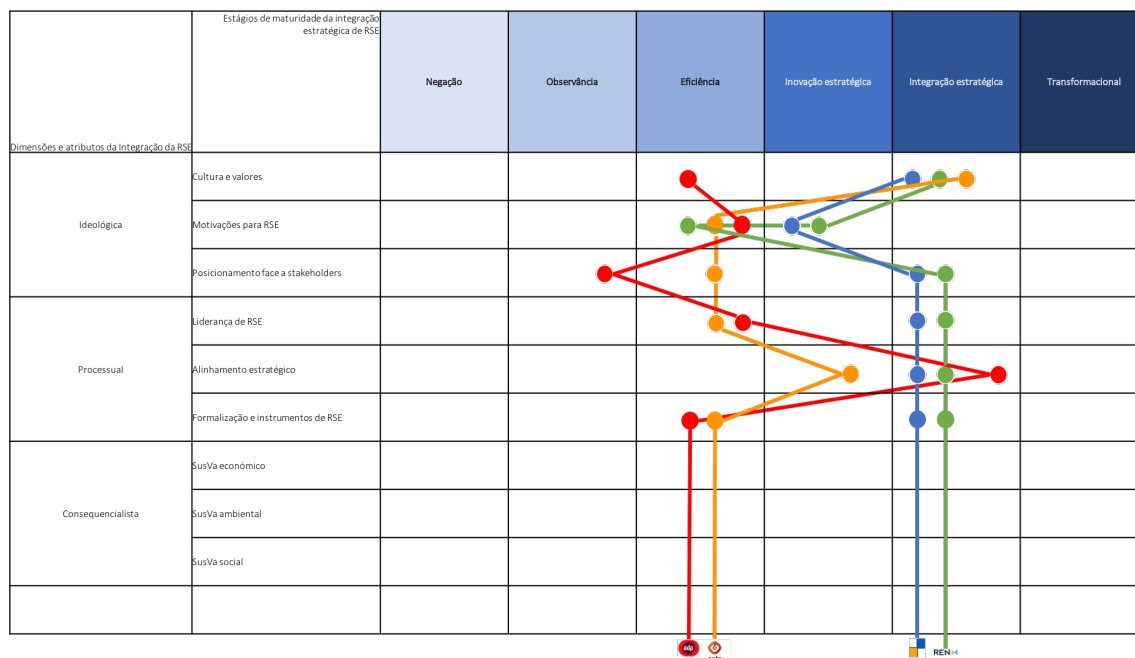 Estágios de maturidade da integração
estratégica de RSE
Negação
Observância
Eficiência
Inovação estratégica
Integração estratégica
Transformacional
Dimensões e atributos da Integração da RSE
Ideológica
Cultura e valores
Motivações para RSE
Posicionamento face a stakeholders
Processual
Liderança de RSE
Alinhamento estratégico
Formalização e instrumentos de RSE
Consequencialista
SusVa económico
SusVa ambiental
SusVa social
adp
REN